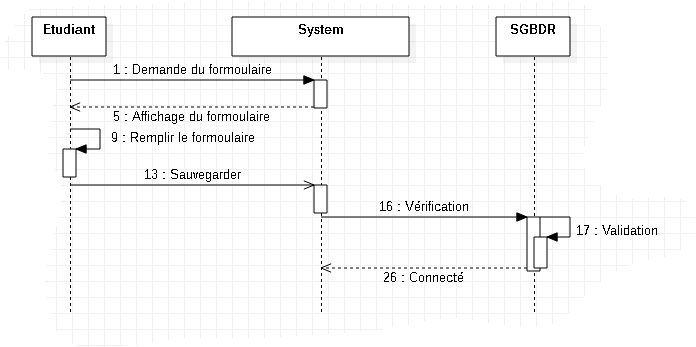 Etudiant
System
SGBDR
1 : Demande du formoulaire
5 : Affichage du formoulaire
9 : Remplir le formoulaire
13 : Sauvegarder
16 : Vérification
17 : Validation
26 : Connecté